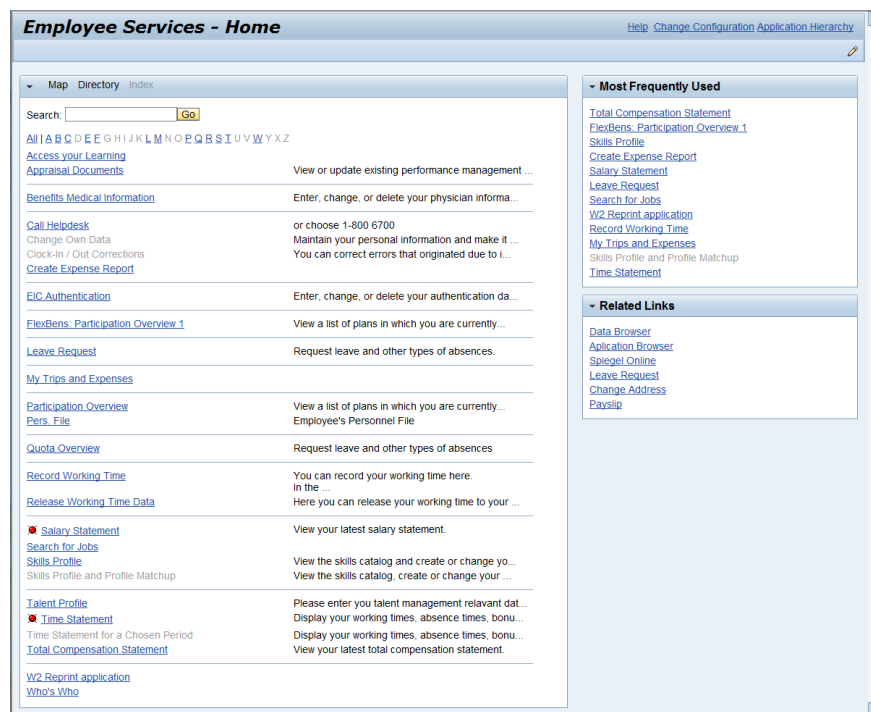 Employee Services - Home
Help Change Configuration Application Hierarchy
Map Directory Index
Search: Go
All | A B C D E F G H I J K L M N O P Q R S T U V W Y X Z
Access your Learning
Appraisal Documents View or update existing performance management ...
Benefits Medical Information Enter, change, or delete your physician informa...
Call Helpdesk or choose 1-800 6700
Change Own Data Maintain your personal information and make it ...
Clock-In / Out Corrections You can correct errors that originated due to i...
Create Expense Report
EIC Authentication Enter, change, or delete your authentication da...
FlexBens: Participation Overview 1 View a list of plans in which you are currently...
Leave Request Request leave and other types of absences.
My Trips and Expenses
Participation Overview View a list of plans in which you are currently...
Pers. File Employee's Personnel File
Quota Overview Request leave and other types of absences
Record Working Time You can record your working time here.
In the ...
Release Working Time Data Here you can release your working time to your ...
Salary Statement View your latest salary statement.
Search for Jobs
Skills Profile View the skills catalog and create or change yo...
Skills Profile and Profile Matchup View the skills catalog, create or change your ...
Talent Profile Please enter you talent management relavant dat...
Time Statement Display your working times, absence times, bonu...
Time Statement for a Chosen Period Display your working times, absence times, bonu...
Total Compensation Statement View your latest total compensation statement.
W2 Reprint application
Who's Who
Most Frequently Used
Total Compensation Statement
FlexBens: Participation Overview 1
Skills Profile
Create Expense Report
Salary Statement
Leave Request
Search for Jobs
W2 Reprint application
Record Working Time
My Trips and Expenses
Skills Profile and Profile Matchup
Time Statement
Related Links
Data Browser
Aplication Browser
Spiegel Online
Leave Request
Change Address
Payslip